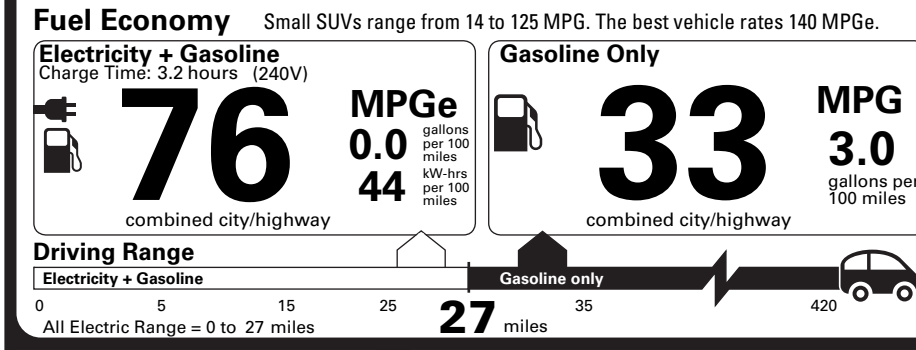 Fuel Economy Small SUVs range from 14 to 125 MPG. The best vehicle rates 140 MPGe.
Electricity + Gasoline
Charge Time: 3.2 hours (240V)
76
MPGe
0.0 gallons per 100 miles
44 kW-hrs per 100 miles
combined city/highway
Gasoline Only
33
MPG
3.0
gallons per
100 miles
combined city/highway
Driving Range
Electricity + Gasoline Gasoline only
0 5 15 25 27 miles 35 420
All Electric Range = 0 to 27 miles